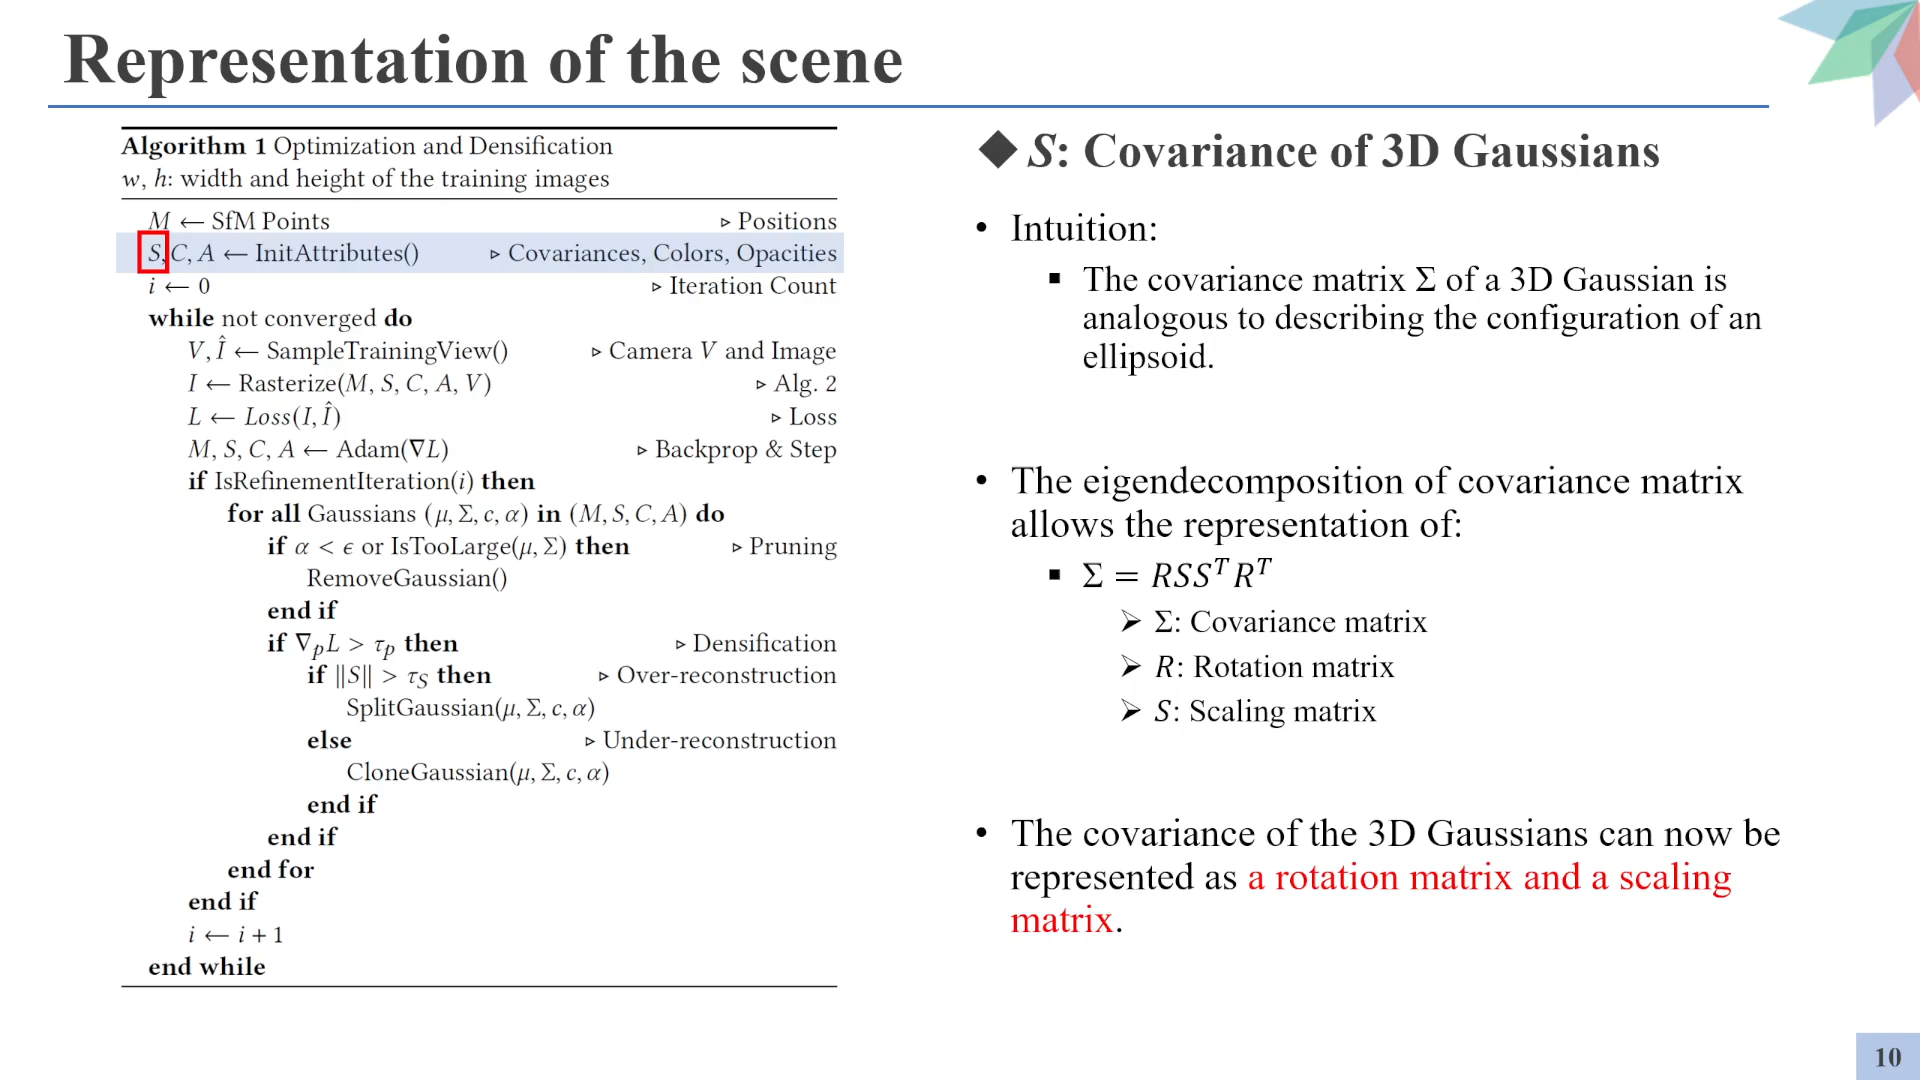 Representation of the scene
Algorithm 1 Optimization and Densification
w, h: width and height of the training images
M ← SfM Points ▹ Positions
S, C, A ← InitAttributes() ▹ Covariances, Colors, Opacities
i ← 0 ▹ Iteration Count
while not converged do
V, Î ← SampleTrainingView() ▹ Camera V and Image
I ← Rasterize(M, S, C, A, V) ▹ Alg. 2
L ← Loss(I, Î) ▹ Loss
M, S, C, A ← Adam(∇L) ▹ Backprop & Step
if IsRefinementIteration(i) then
for all Gaussians (μ, Σ, c, α) in (M, S, C, A) do
if α < ϵ or IsTooLarge(μ, Σ) then ▹ Pruning
RemoveGaussian()
end if
if ∇ₚL > τₚ then ▹ Densification
if ‖S‖ > τ_S then ▹ Over-reconstruction
SplitGaussian(μ, Σ, c, α)
else ▹ Under-reconstruction
CloneGaussian(μ, Σ, c, α)
end if
end if
end for
end if
i ← i + 1
end while
◆ S: Covariance of 3D Gaussians
• Intuition:
▪ The covariance matrix Σ of a 3D Gaussian is
analogous to describing the configuration of an
ellipsoid.
• The eigendecomposition of covariance matrix
allows the representation of:
▪ Σ = RSSᵀRᵀ
➢ Σ: Covariance matrix
➢ R: Rotation matrix
➢ S: Scaling matrix
• The covariance of the 3D Gaussians can now be
represented as a rotation matrix and a scaling
matrix.
10